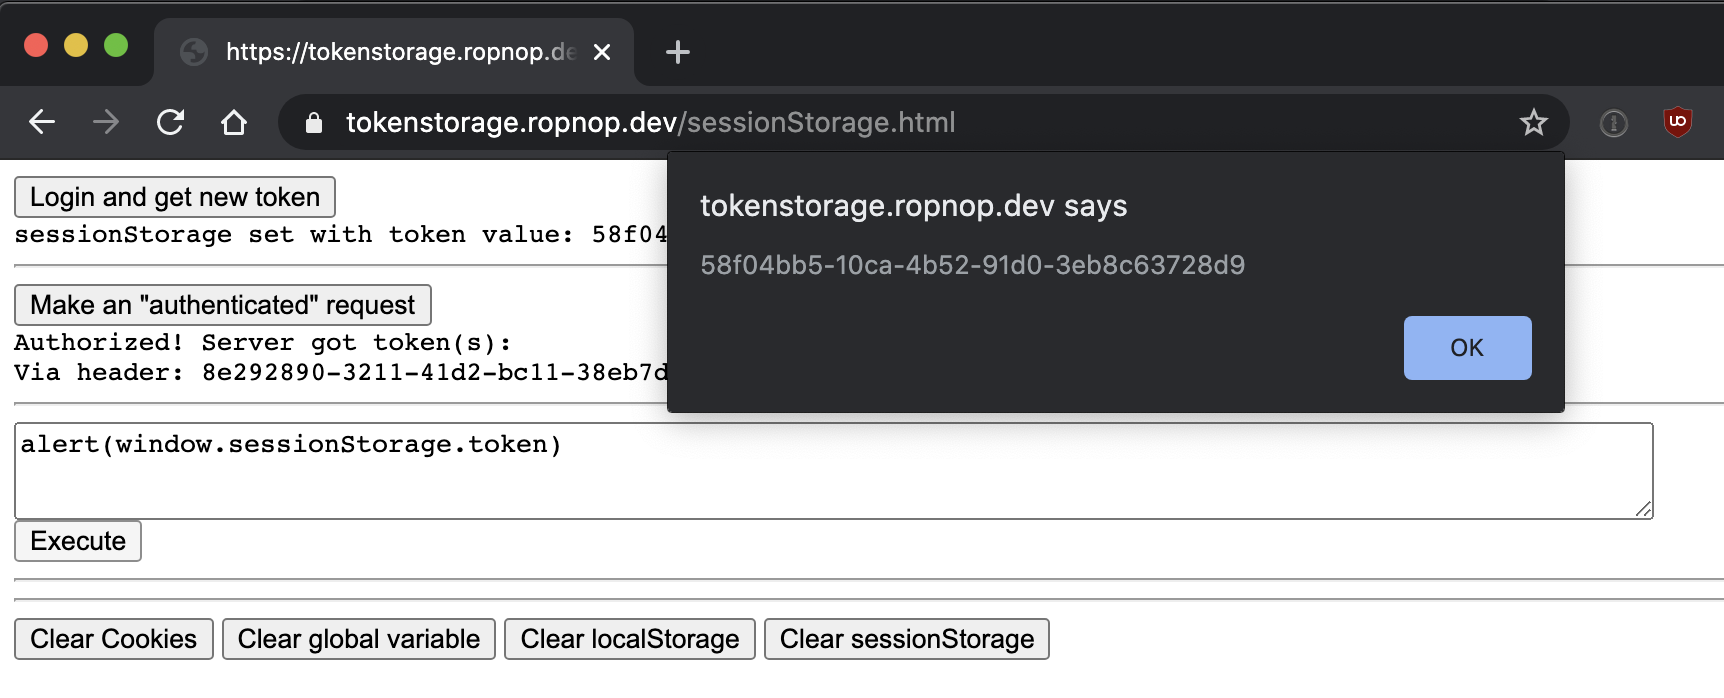 https://tokenstorage.ropnop.de
tokenstorage.ropnop.dev/sessionStorage.html
tokenstorage.ropnop.dev says
58f04bb5-10ca-4b52-91d0-3eb8c63728d9
OK
Login and get new token
sessionStorage set with token value: 58f04
Make an "authenticated" request
Authorized! Server got token(s):
Via header: 8e292890-3211-41d2-bc11-38eb7d
alert(window.sessionStorage.token)
Execute
Clear Cookies Clear global variable Clear localStorage Clear sessionStorage